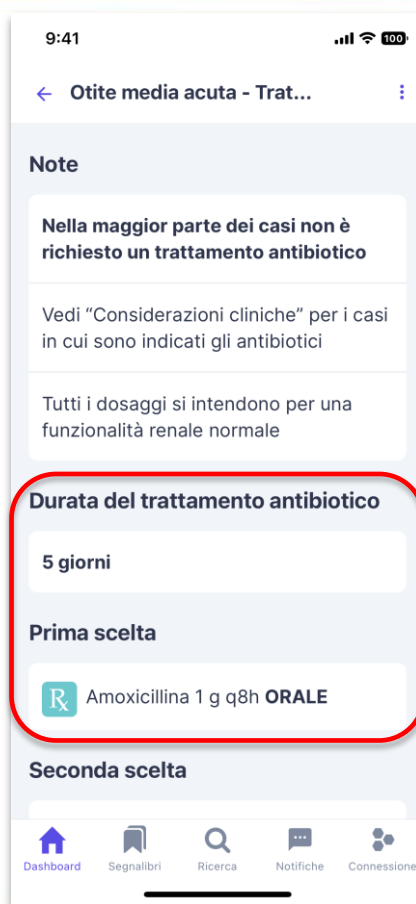 9:41
100
Otite media acuta - Trat...
Note
Nella maggior parte dei casi non è
richiesto un trattamento antibiotico
Vedi “Considerazioni cliniche” per i casi
in cui sono indicati gli antibiotici
Tutti i dosaggi si intendono per una
funzionalità renale normale
Durata del trattamento antibiotico
5 giorni
Prima scelta
Rx Amoxicillina 1 g q8h ORALE
Seconda scelta
Dashboard Segnalibri Ricerca Notifiche Connessione